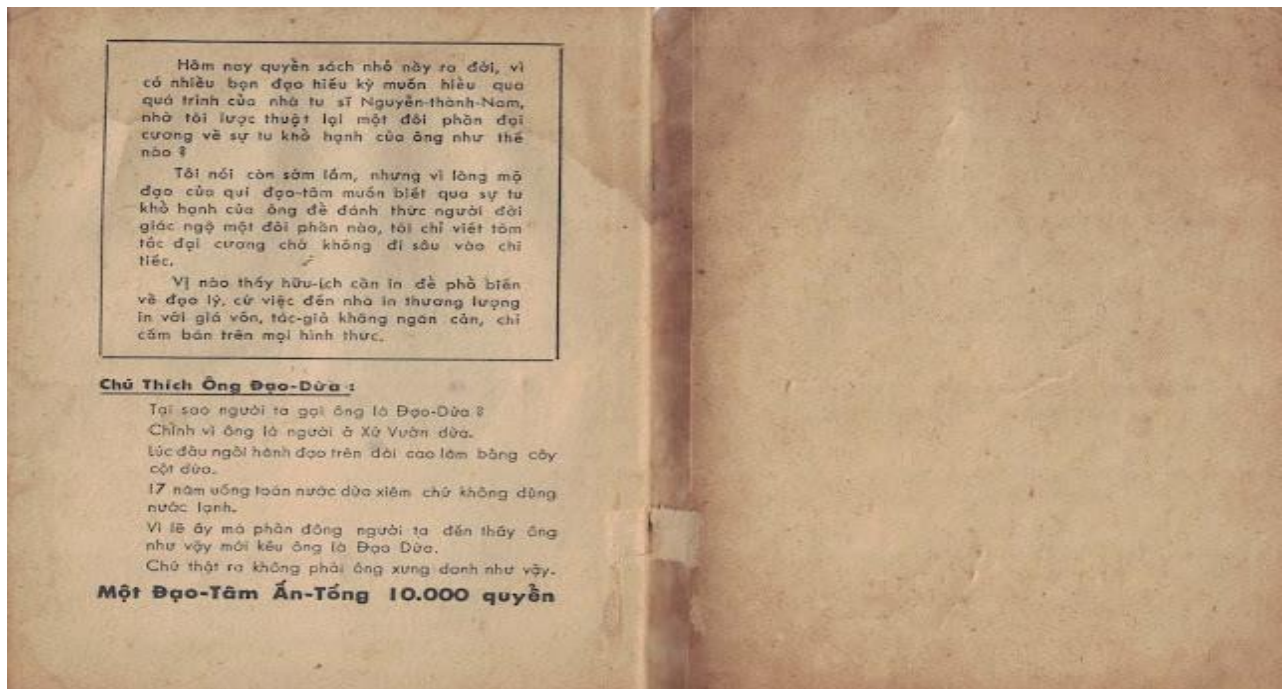 Hôm nay quyển sách nhỏ nầy ra đời, vì
có nhiều bạn đạo hiếu kỳ muốn hiểu qua
quá trình của nhà tu sĩ Nguyễn-thành-Nam,
nhờ tôi lược thuật lại một đôi phần đại
cương về sự tu khổ hạnh của ông như thế
nào ?
Tôi nói còn sớm lắm, nhưng vì lòng mộ
đạo của quí đạo-tâm muốn biết qua sự tu
khổ hạnh của ông để đánh thức người đời
giác ngộ một đôi phần nào, tôi chỉ viết tóm
tắc đại cương chớ không đi sâu vào chi
tiếc.
Vị nào thấy hữu-ích cần in để phổ biến
về đạo lý, cứ việc đến nhà in thương lượng
in với giá vốn, tác-giả không ngăn cản, chỉ
cấm bán trên mọi hình thức.
Chú Thích Ông Đạo-Dừa :
Tại sao người ta gọi ông là Đạo-Dừa ?
Chính vì ông là người ở Xứ Vườn dừa.
Lúc đầu ngồi hành đạo trên đài cao làm bằng cây
cột dừa.
17 năm uống toàn nước dừa xiêm chứ không dùng
nước lạnh.
Vì lẽ ấy mà phần đông người ta đến thấy ông
như vậy mới kêu ông là Đạo Dừa.
Chứ thật ra không phải ông xưng danh như vậy.
Một Đạo-Tâm Ấn-Tống 10.000 quyển